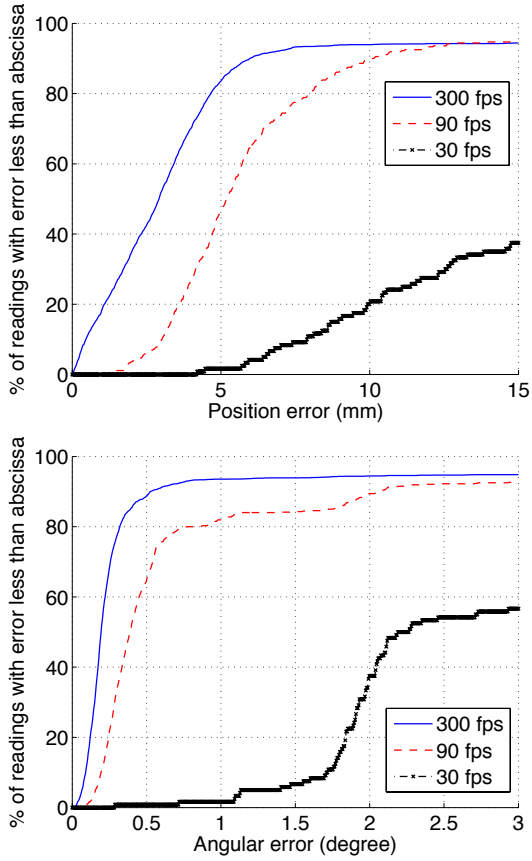 % of readings with error less than abscissa
100
80
60
40
20
0
300 fps
90 fps
30 fps
0 5 10 15
Position error (mm)
% of readings with error less than abscissa
100
80
60
40
20
0
300 fps
90 fps
30 fps
0 0.5 1 1.5 2 2.5 3
Angular error (degree)